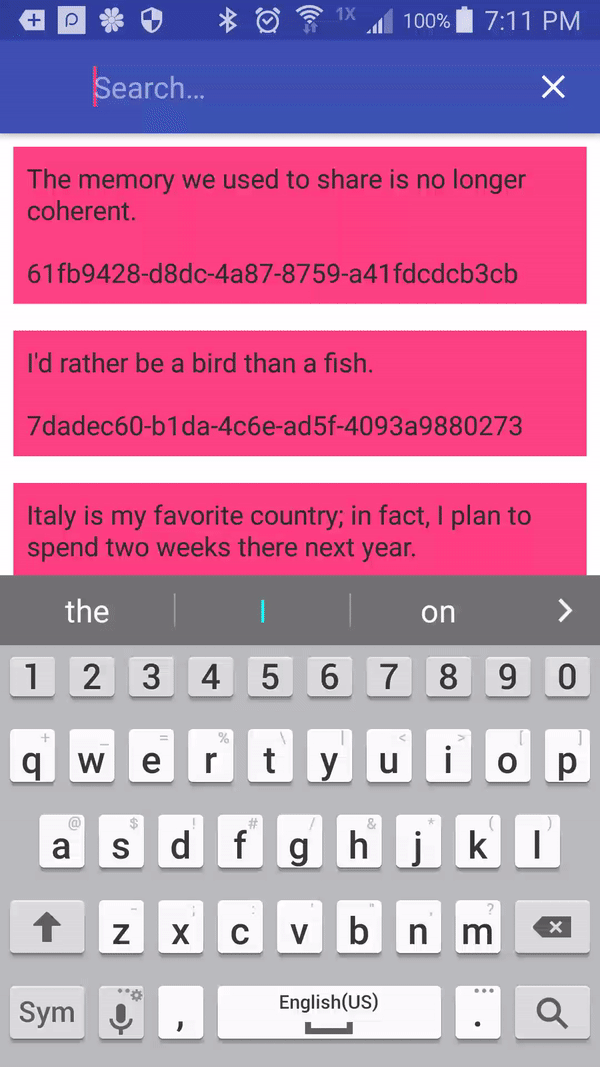 1X 100% 7:11 PM
Search...
The memory we used to share is no longer
coherent.
61fb9428-d8dc-4a87-8759-a41fdcdcb3cb
I'd rather be a bird than a fish.
7dadec60-b1da-4c6e-ad5f-4093a9880273
Italy is my favorite country; in fact, I plan to
spend two weeks there next year.
the I on
1 2 3 4 5 6 7 8 9 0
+ _ = % \ | < > [ ]
q w e r t y u i o p
@ $ ! # / & * ( )
a s d f g h j k l
- ; : ' " , ?
z x c v b n m
English(US)
Sym , .